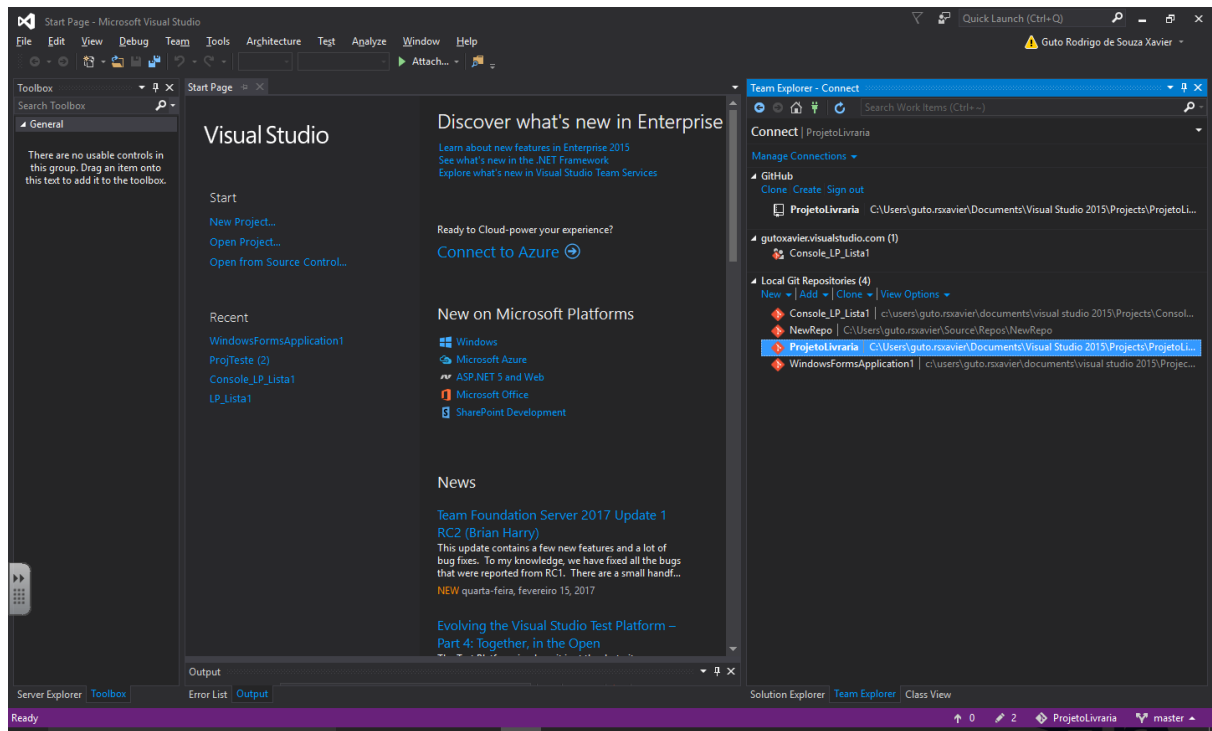 Start Page - Microsoft Visual Studio
Quick Launch (Ctrl+Q)
File Edit View Debug Team Tools Architecture Test Analyze Window Help
Guto Rodrigo de Souza Xavier
Attach...
Toolbox
Search Toolbox
General
There are no usable controls in
this group. Drag an item onto
this text to add it to the toolbox.
Start Page
Visual Studio
Start
New Project...
Open Project...
Open from Source Control...
Recent
WindowsFormsApplication1
ProjTeste (2)
Console_LP_Lista1
LP_Lista1
Discover what's new in Enterprise
Learn about new features in Enterprise 2015
See what's new in the .NET Framework
Explore what's new in Visual Studio Team Services
Ready to Cloud-power your experience?
Connect to Azure
New on Microsoft Platforms
Windows
Microsoft Azure
ASP.NET 5 and Web
Microsoft Office
SharePoint Development
News
Team Foundation Server 2017 Update 1
RC2 (Brian Harry)
This update contains a few new features and a lot of
bug fixes. To my knowledge, we have fixed all the bugs
that were reported from RC1. There are a small handf...
NEW quarta-feira, fevereiro 15, 2017
Evolving the Visual Studio Test Platform –
Part 4: Together, in the Open
Output
Team Explorer - Connect
Search Work Items (Ctrl+~)
Connect | ProjetoLivraria
Manage Connections
GitHub
Clone Create Sign out
ProjetoLivraria C:\Users\guto.rsxavier\Documents\Visual Studio 2015\Projects\ProjetoLi...
gutoxavier.visualstudio.com (1)
Console_LP_Lista1
Local Git Repositories (4)
New | Add | Clone | View Options
Console_LP_Lista1 | c:\users\guto.rsxavier\documents\visual studio 2015\Projects\Consol...
NewRepo | C:\Users\guto.rsxavier\Source\Repos\NewRepo
ProjetoLivraria | C:\Users\guto.rsxavier\Documents\Visual Studio 2015\Projects\ProjetoLi...
WindowsFormsApplication1 | c:\users\guto.rsxavier\documents\visual studio 2015\Projec...
Server Explorer Toolbox
Error List Output
Solution Explorer Team Explorer Class View
Ready
0 2 ProjetoLivraria master